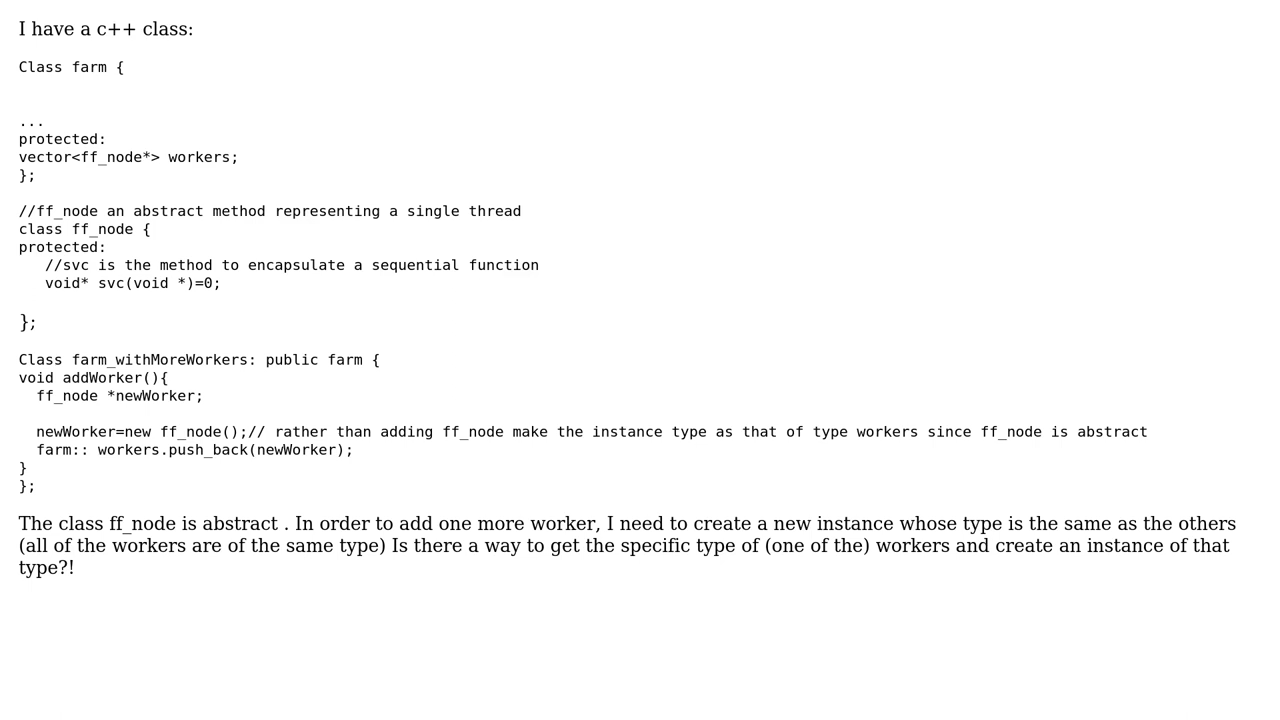 I have a c++ class:
Class farm {
...
protected:
vector<ff_node*> workers;
};
//ff_node an abstract method representing a single thread
class ff_node {
protected:
   //svc is the method to encapsulate a sequential function
   void* svc(void *)=0;
};
Class farm_withMoreWorkers: public farm {
void addWorker(){
  ff_node *newWorker;
  newWorker=new ff_node();// rather than adding ff_node make the instance type as that of type workers since ff_node is abstract
  farm:: workers.push_back(newWorker);
}
};
The class ff_node is abstract . In order to add one more worker, I need to create a new instance whose type is the same as the others
(all of the workers are of the same type) Is there a way to get the specific type of (one of the) workers and create an instance of that
type?!